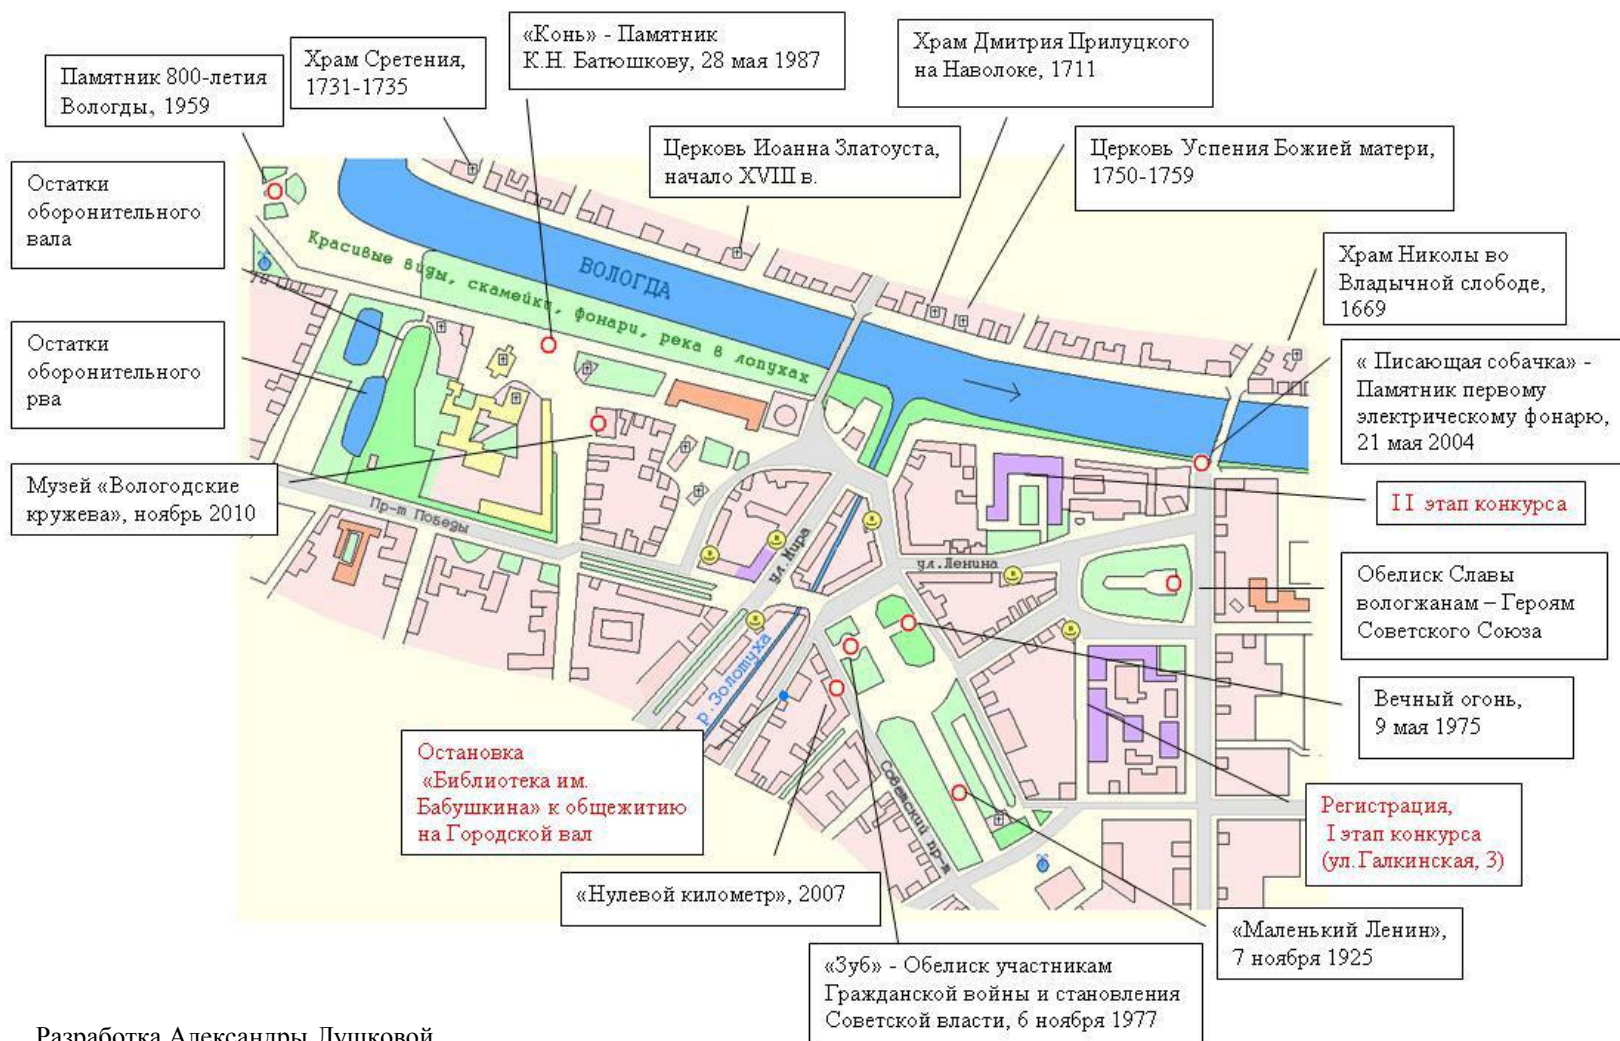 «Конь» - Памятник
К.Н. Батюшкову, 28 мая 1987
Храм Дмитрия Прилуцкого
на Наволоке, 1711
Храм Сретения,
1731-1735
Памятник 800-летия
Вологды, 1959
Церковь Иоанна Златоуста,
начало XVIII в.
Церковь Успения Божией матери,
1750-1759
Остатки
оборонительного
вала
Храм Николы во
Владычной слободе,
1669
Красивые виды, скамейки, фонари, река в лопухах
ВОЛОГДА
Остатки
оборонительного
рва
« Писающая собачка» -
Памятник первому
электрическому фонарю,
21 мая 2004
Музей «Вологодские
кружева», ноябрь 2010
II этап конкурса
Пр-т Победы
ул.Мира
ул.Ленина
Обелиск Славы
вологжанам – Героям
Советского Союза
р.Золотуха
Вечный огонь,
9 мая 1975
Остановка
«Библиотека им.
Бабушкина» к общежитию
на Городской вал
Советский пр-т
Регистрация,
I этап конкурса
(ул.Галкинская, 3)
«Нулевой километр», 2007
«Маленький Ленин»,
7 ноября 1925
«Зуб» - Обелиск участникам
Гражданской войны и становления
Советской власти, 6 ноября 1977
Разработка Александры Душковой